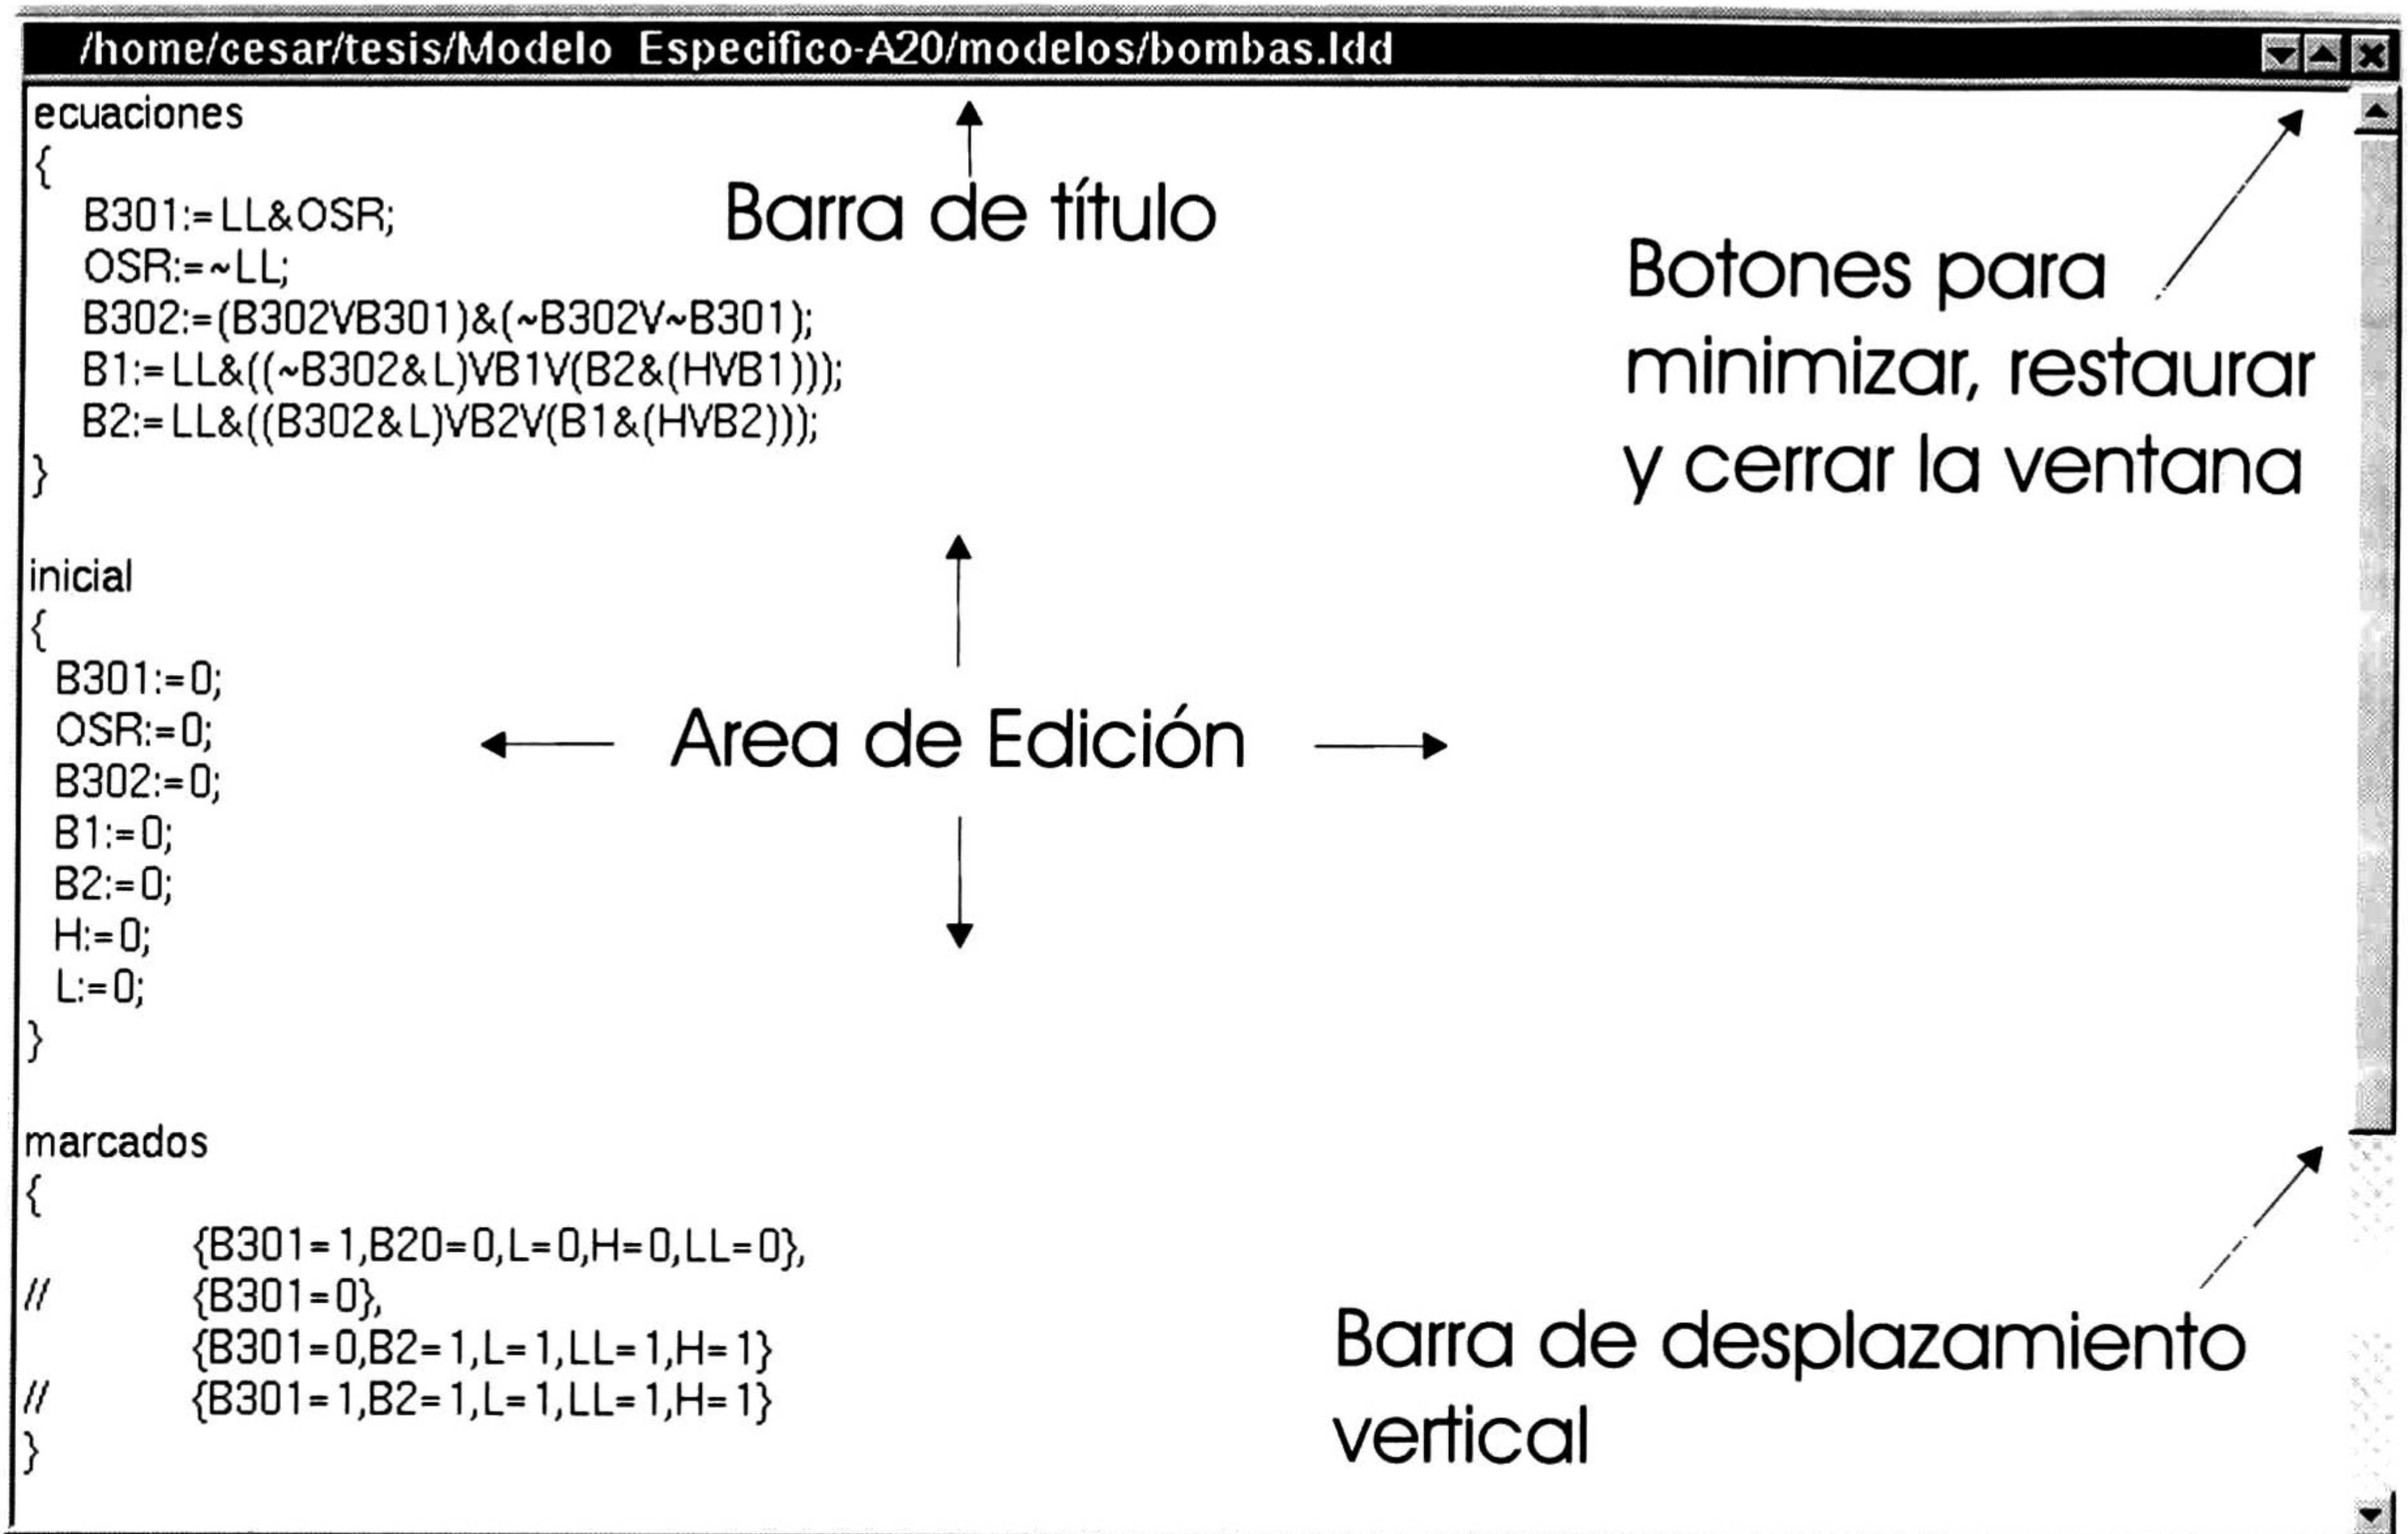 /home/cesar/tesis/Modelo Especifico-A20/modelos/bombas.ldd
ecuaciones
{
B301:=LL&OSR;
OSR:=~LL;
B302:=(B302VB301)&(~B302V~B301);
B1:=LL&((~B302&L)VB1V(B2&(HVB1)));
B2:=LL&((B302&L)VB2V(B1&(HVB2)));
}
Barra de título
Botones para
minimizar, restaurar
y cerrar la ventana
inicial
{
B301:=0;
OSR:=0;
B302:=0;
B1:=0;
B2:=0;
H:=0;
L:=0;
}
Area de Edición
marcados
{
{B301=1,B20=0,L=0,H=0,LL=0},
// {B301=0},
{B301=0,B2=1,L=1,LL=1,H=1}
// {B301=1,B2=1,L=1,LL=1,H=1}
}
Barra de desplazamiento
vertical